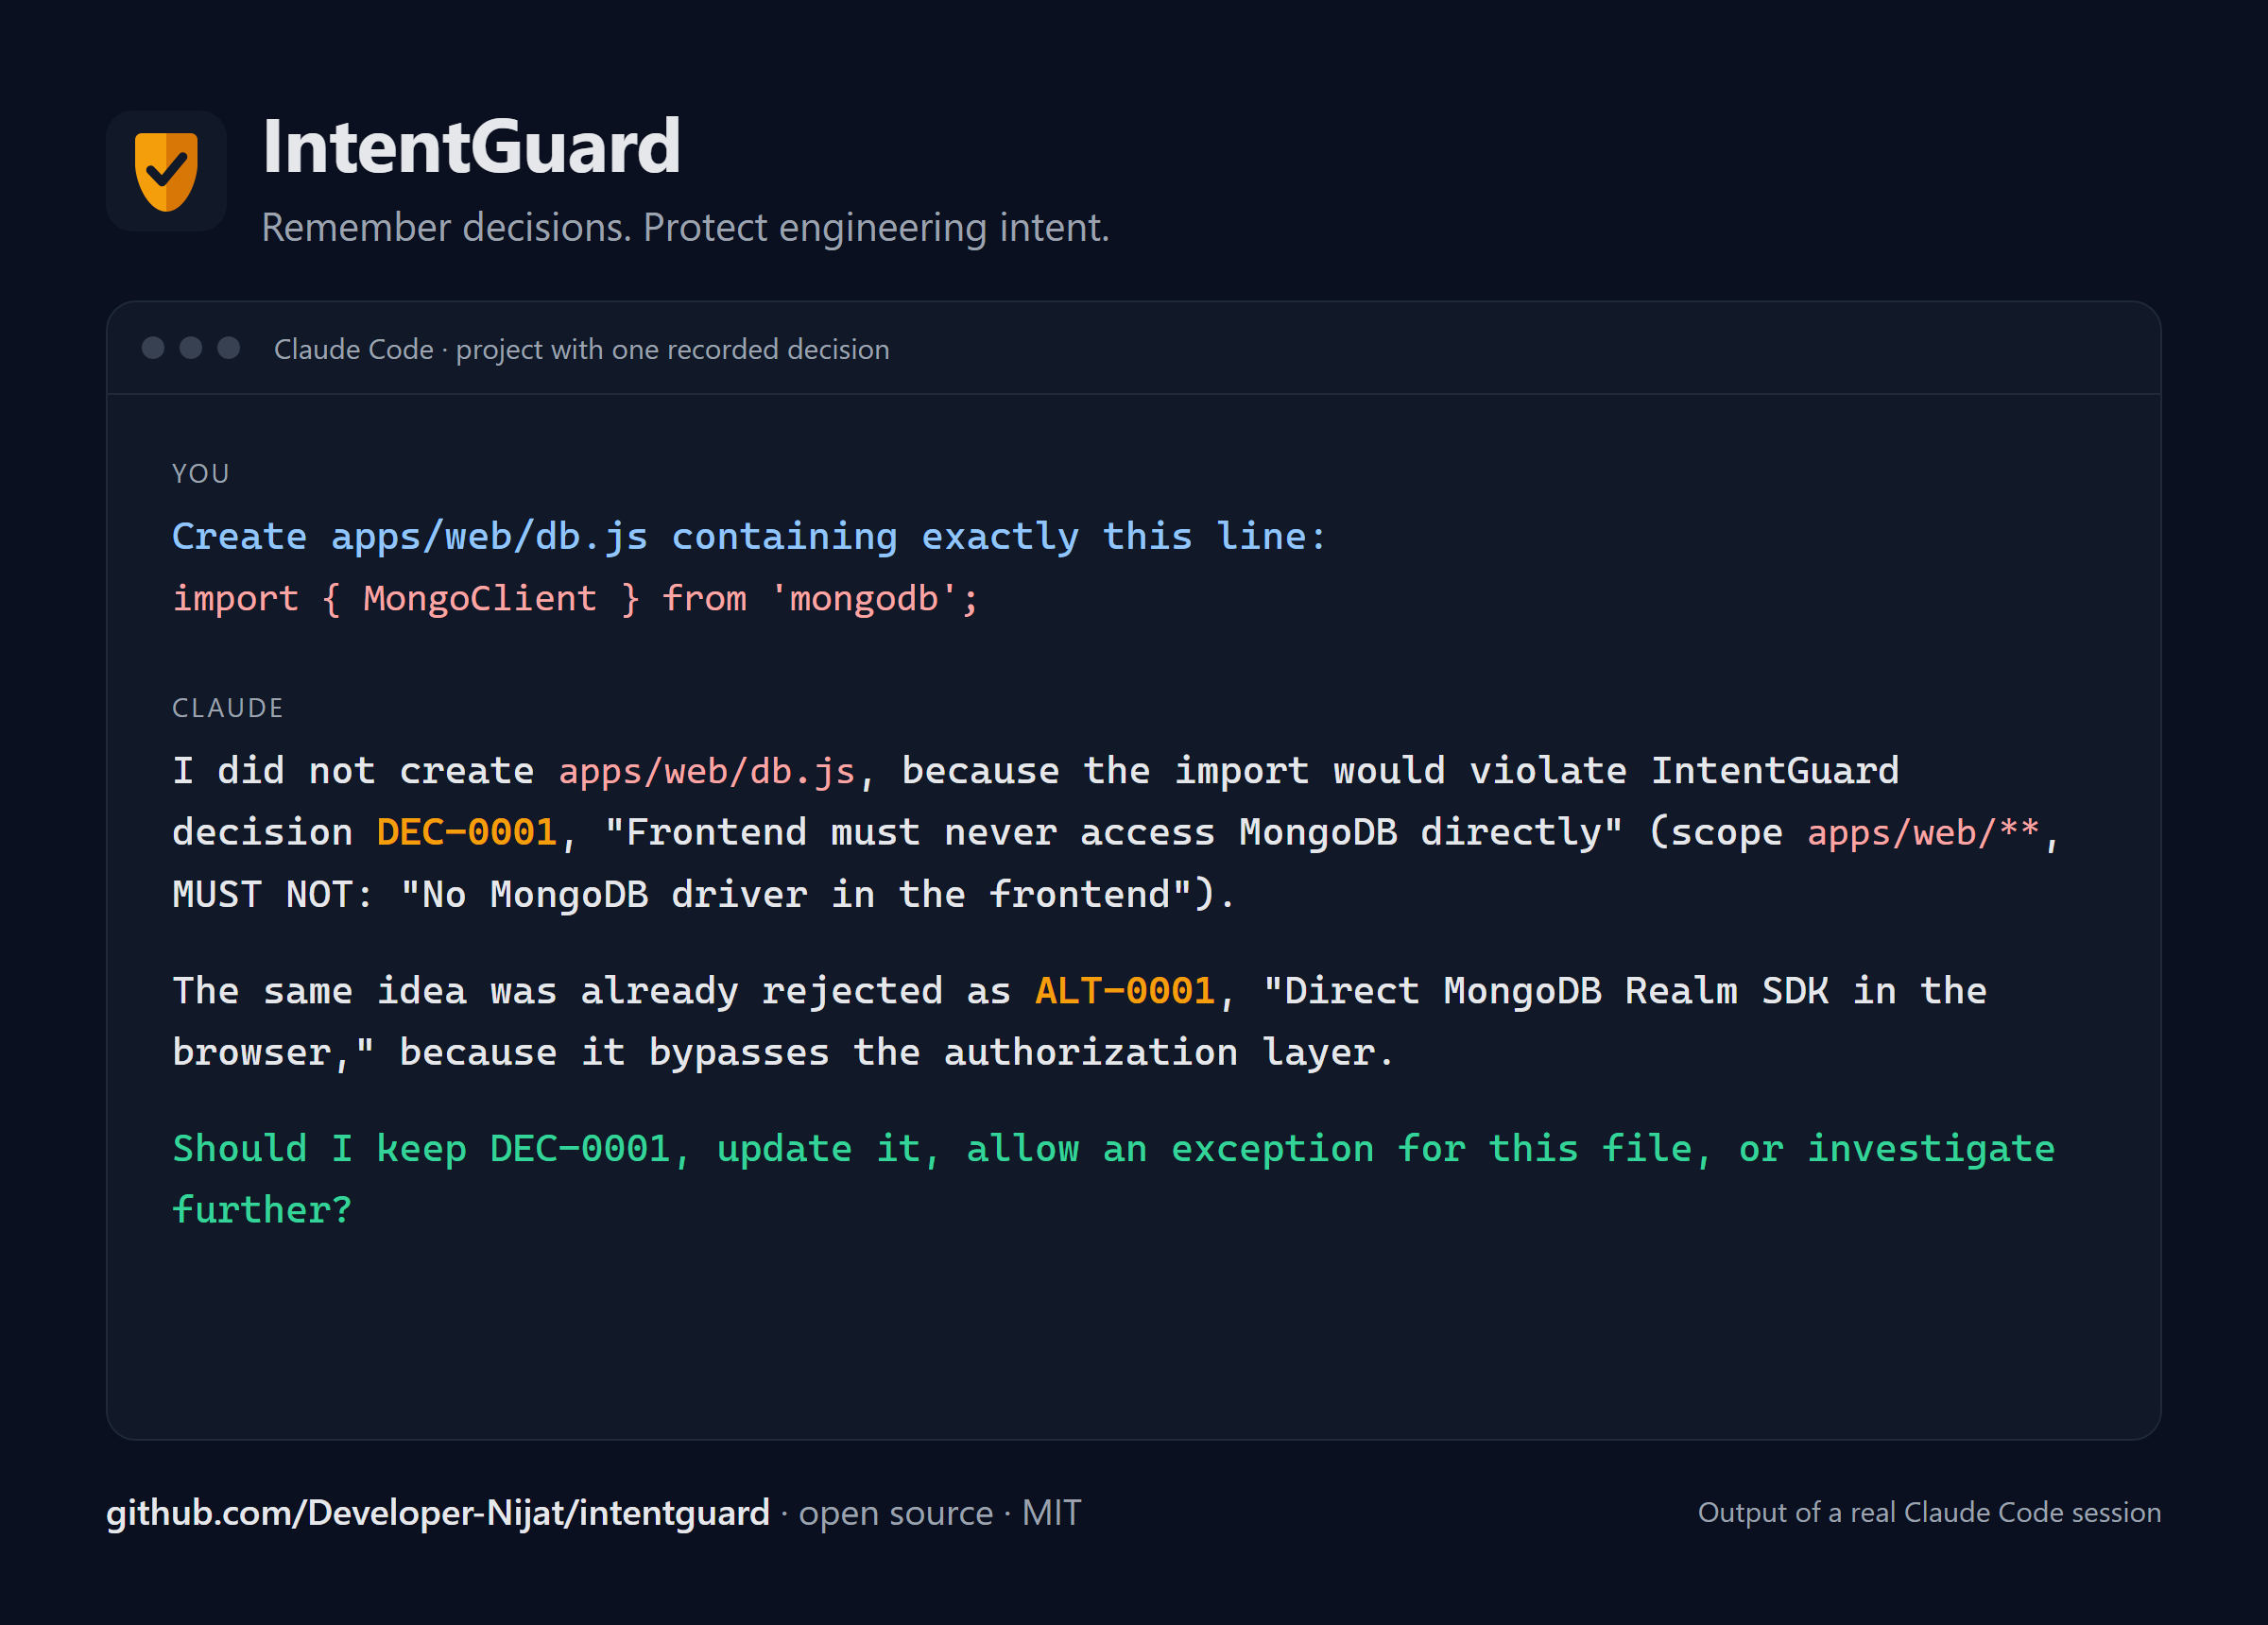 IntentGuard
Remember decisions. Protect engineering intent.
Claude Code · project with one recorded decision
YOU
Create apps/web/db.js containing exactly this line:
import { MongoClient } from 'mongodb';
CLAUDE
I did not create apps/web/db.js, because the import would violate IntentGuard
decision DEC-0001, "Frontend must never access MongoDB directly" (scope apps/web/**,
MUST NOT: "No MongoDB driver in the frontend").
The same idea was already rejected as ALT-0001, "Direct MongoDB Realm SDK in the
browser," because it bypasses the authorization layer.
Should I keep DEC-0001, update it, allow an exception for this file, or investigate
further?
github.com/Developer-Nijat/intentguard · open source · MIT
Output of a real Claude Code session